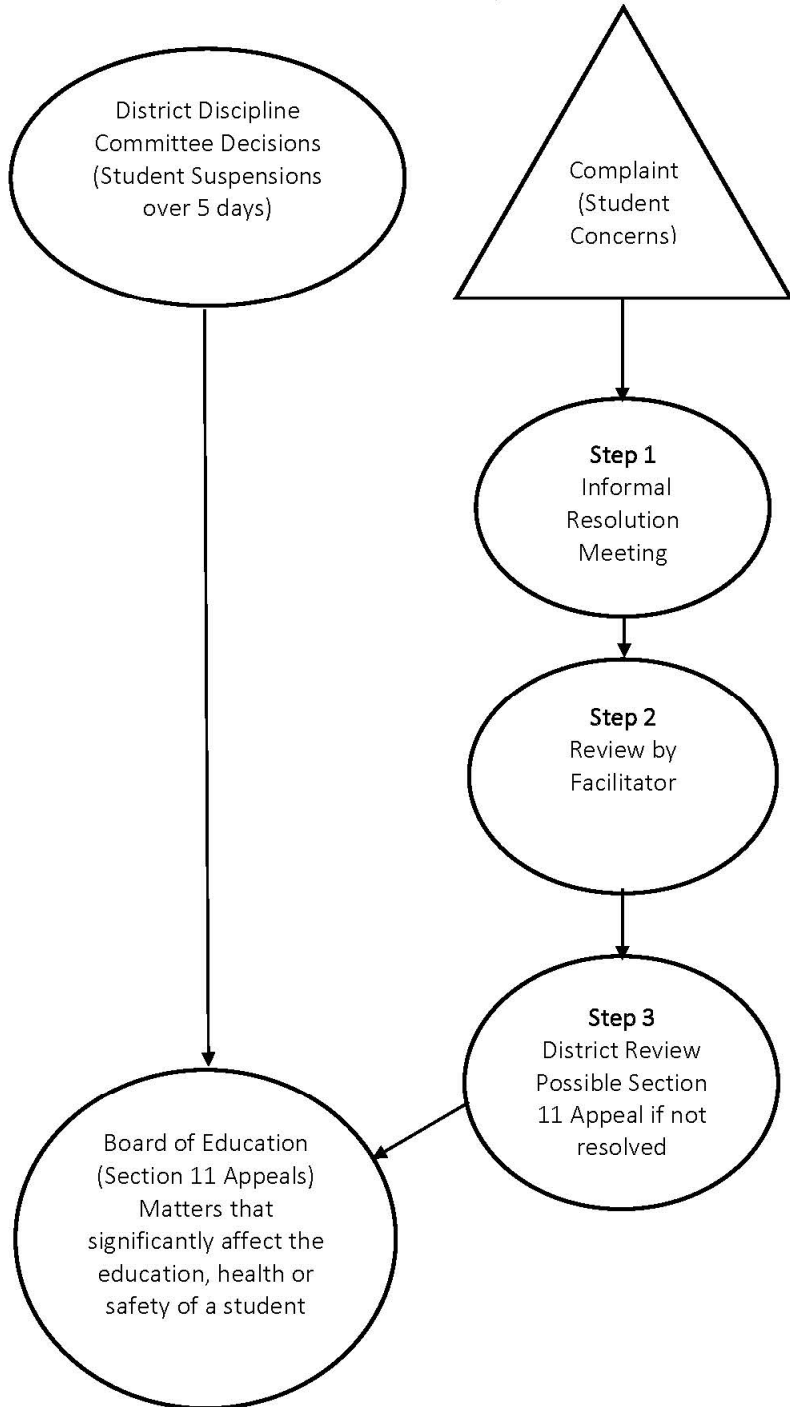 District Discipline
Committee Decisions
(Student Suspensions
over 5 days)
Complaint
(Student
Concerns)
Step 1
Informal
Resolution
Meeting
Step 2
Review by
Facilitator
Step 3
District Review
Possible Section
11 Appeal if not
resolved
Board of Education
(Section 11 Appeals)
Matters that
significantly affect the
education, health or
safety of a student